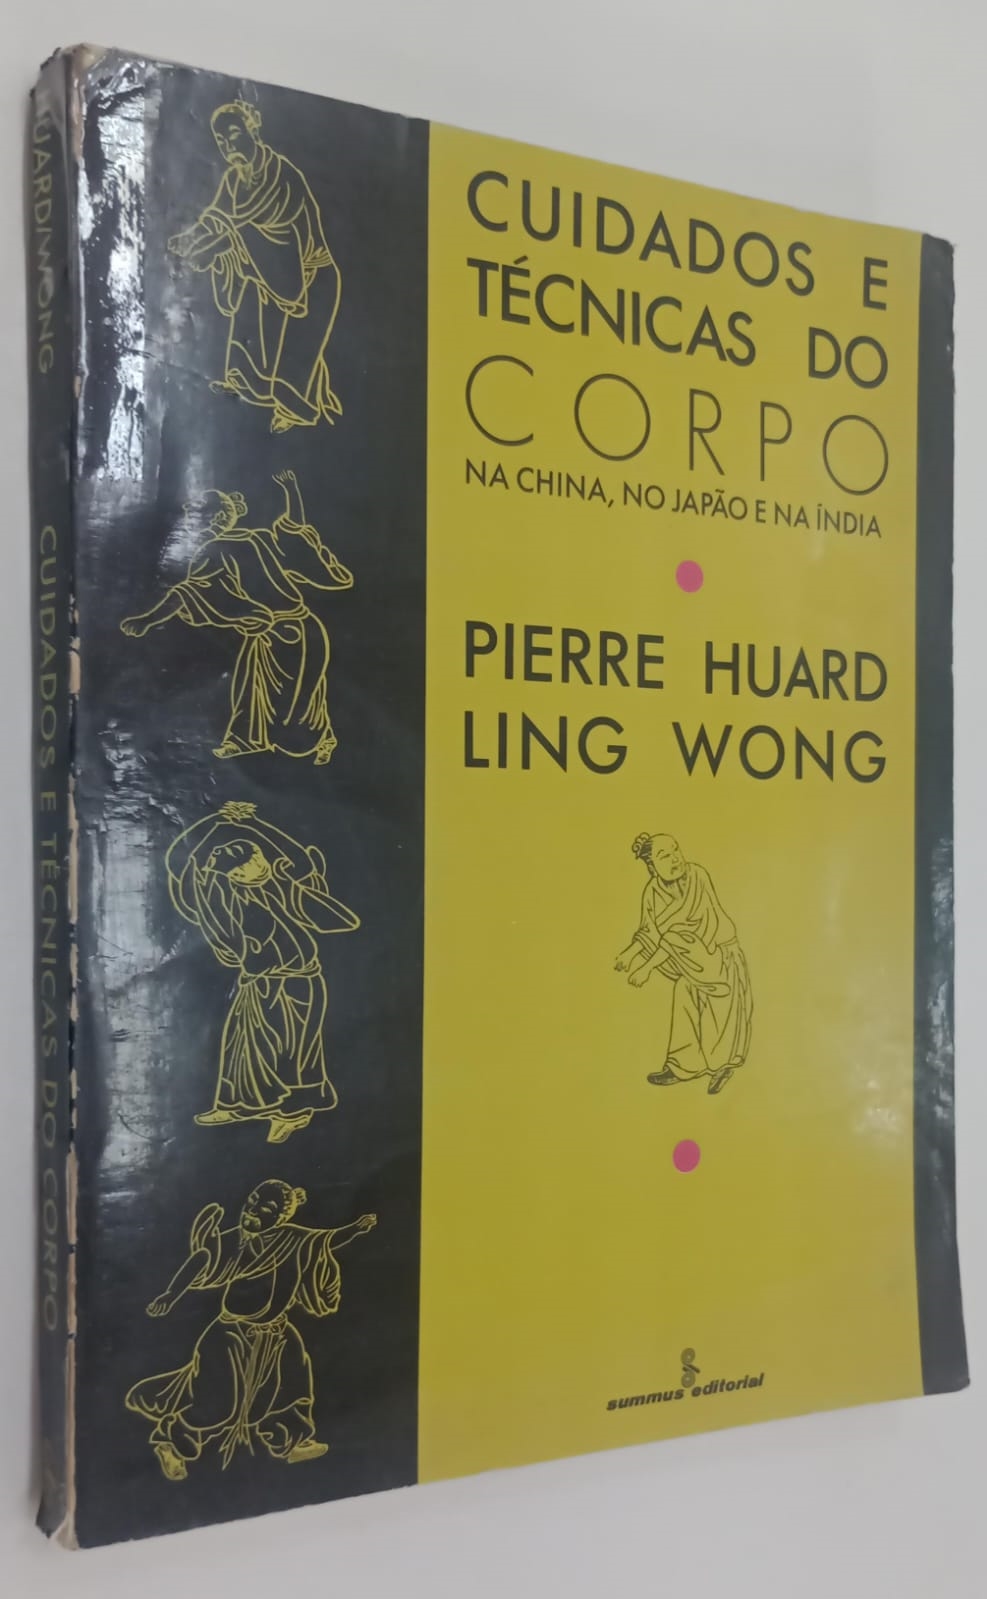 HUARD/WONG CUIDADOS E TÉCNICAS DO CORPO
CUIDADOS E
TÉCNICAS DO
CORPO
NA CHINA, NO JAPÃO E NA ÍNDIA
PIERRE HUARD
LING WONG
summus editorial